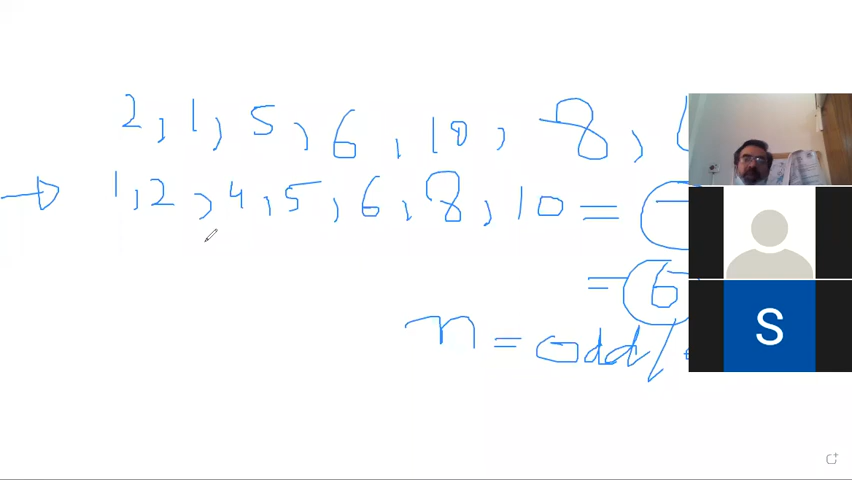 2, 1, 5, 6, 10, 8,
→ 1, 2, 4, 5, 6, 8, 10 =
= 6
n = odd/
S